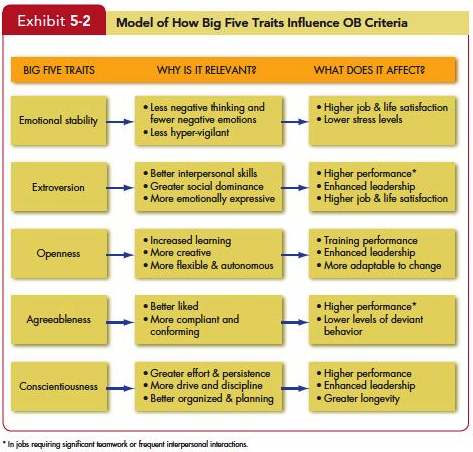 Exhibit 5-2 Model of How Big Five Traits Influence OB Criteria
BIG FIVE TRAITS WHY IS IT RELEVANT? WHAT DOES IT AFFECT?
Emotional stability
• Less negative thinking and
fewer negative emotions
• Less hyper-vigilant
• Higher job & life satisfaction
• Lower stress levels
Extroversion
• Better interpersonal skills
• Greater social dominance
• More emotionally expressive
• Higher performance*
• Enhanced leadership
• Higher job & life satisfaction
Openness
• Increased learning
• More creative
• More flexible & autonomous
• Training performance
• Enhanced leadership
• More adaptable to change
Agreeableness
• Better liked
• More compliant and
conforming
• Higher performance*
• Lower levels of deviant
behavior
Conscientiousness
• Greater effort & persistence
• More drive and discipline
• Better organized & planning
• Higher performance
• Enhanced leadership
• Greater longevity
* In jobs requiring significant teamwork or frequent interpersonal interactions.